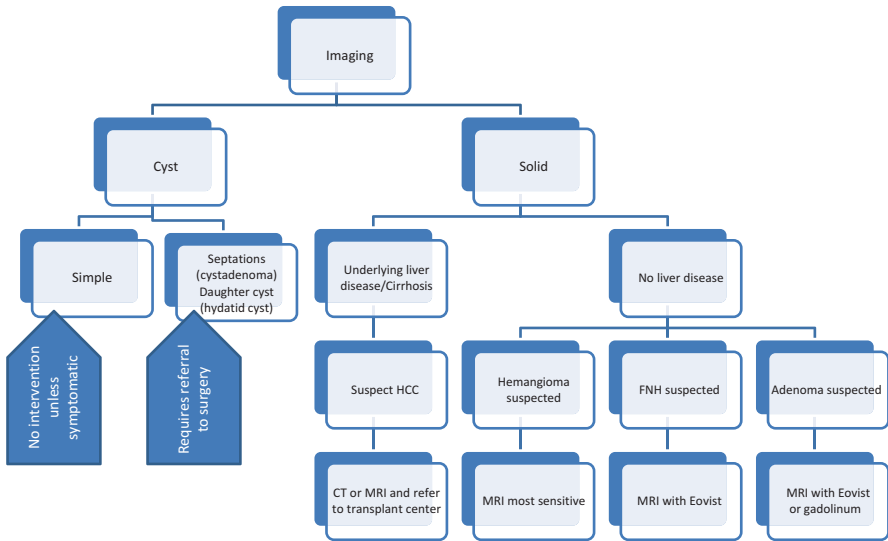 Imaging
Cyst
Solid
Simple
Septations
(cystadenoma)
Daughter cyst
(hydatid cyst)
Underlying liver
disease/Cirrhosis
No liver disease
No intervention
unless
symptomatic
Requires referral
to surgery
Suspect HCC
Hemangioma
suspected
FNH suspected
Adenoma suspected
CT or MRI and refer
to transplant center
MRI most sensitive
MRI with Eovist
MRI with Eovist
or gadolinum